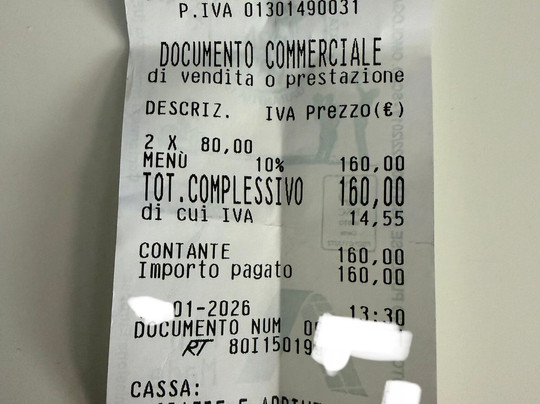 P.IVA 01301490031
DOCUMENTO COMMERCIALE
di vendita o prestazione
DESCRIZ. IVA Prezzo(€)
2 X 80,00
MENÙ 10% 160,00
TOT.COMPLESSIVO 160,00
di cui IVA 14,55
CONTANTE 160,00
Importo pagato 160,00
01-2026 13:30
DOCUMENTO NUM
RT 80I15019
CASSA: